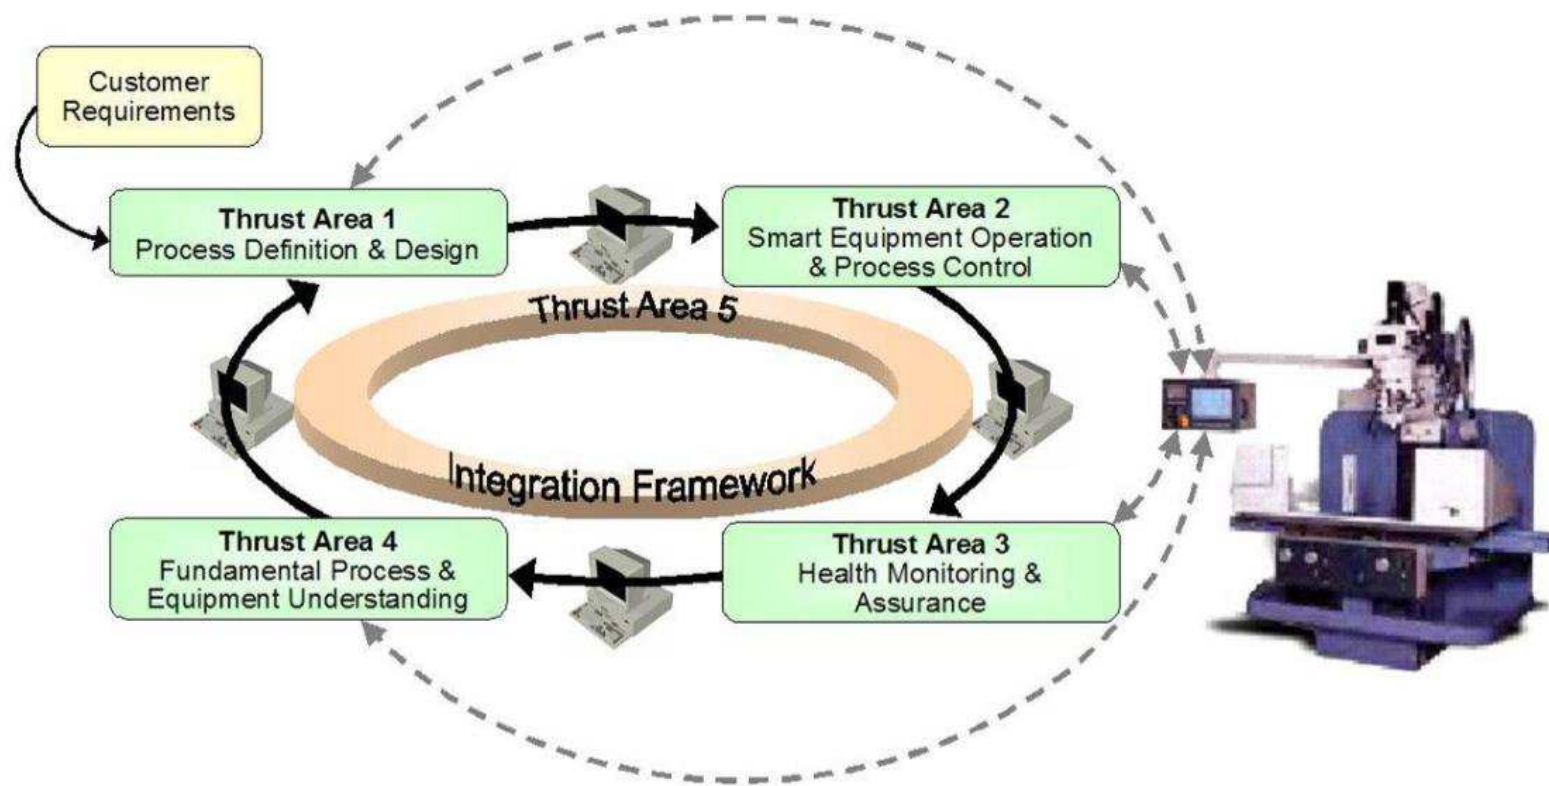 Customer
Requirements
Thrust Area 1
Process Definition & Design
Thrust Area 2
Smart Equipment Operation
& Process Control
Thrust Area 5
Integration Framework
Thrust Area 4
Fundamental Process &
Equipment Understanding
Thrust Area 3
Health Monitoring &
Assurance